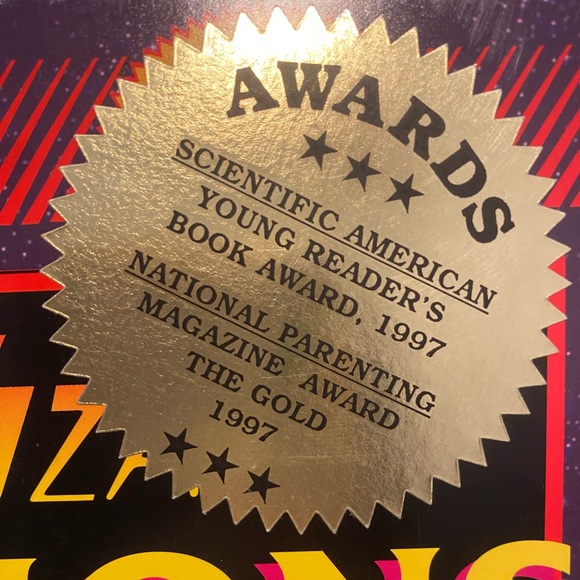 AWARDS
SCIENTIFIC AMERICAN
YOUNG READER'S
BOOK AWARD, 1997
NATIONAL PARENTING
MAGAZINE AWARD
THE GOLD
1997